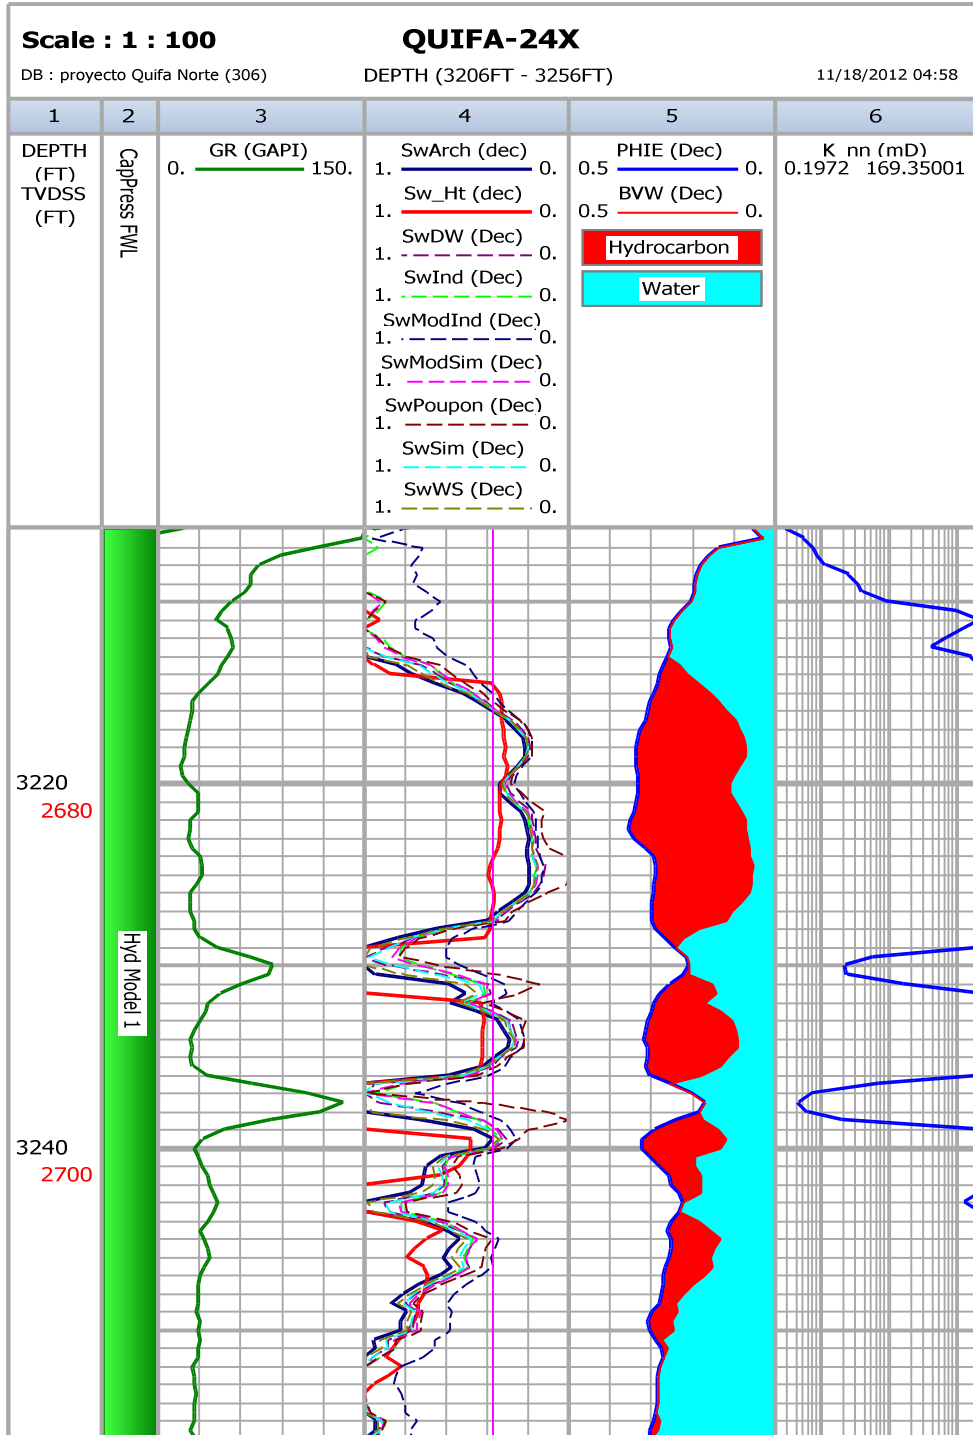 Scale : 1 : 100
QUIFA-24X
DB : proyecto Quifa Norte (306)
DEPTH (3206FT - 3256FT)
11/18/2012 04:58
1 2 3 4 5 6
DEPTH
(FT)
TVDSS
(FT)
CapPress FWL
GR (GAPI)
0. 150.
SwArch (dec)
1. 0.
Sw_Ht (dec)
1. 0.
SwDW (Dec)
1. 0.
SwInd (Dec)
1. 0.
SwModInd (Dec)
1. 0.
SwModSim (Dec)
1. 0.
SwPoupon (Dec)
1. 0.
SwSim (Dec)
1. 0.
SwWS (Dec)
1. 0.
PHIE (Dec)
0.5 0.
BVW (Dec)
0.5 0.
Hydrocarbon
Water
K_nn (mD)
0.1972 169.35001
3220
2680
Hyd Model 1
3240
2700